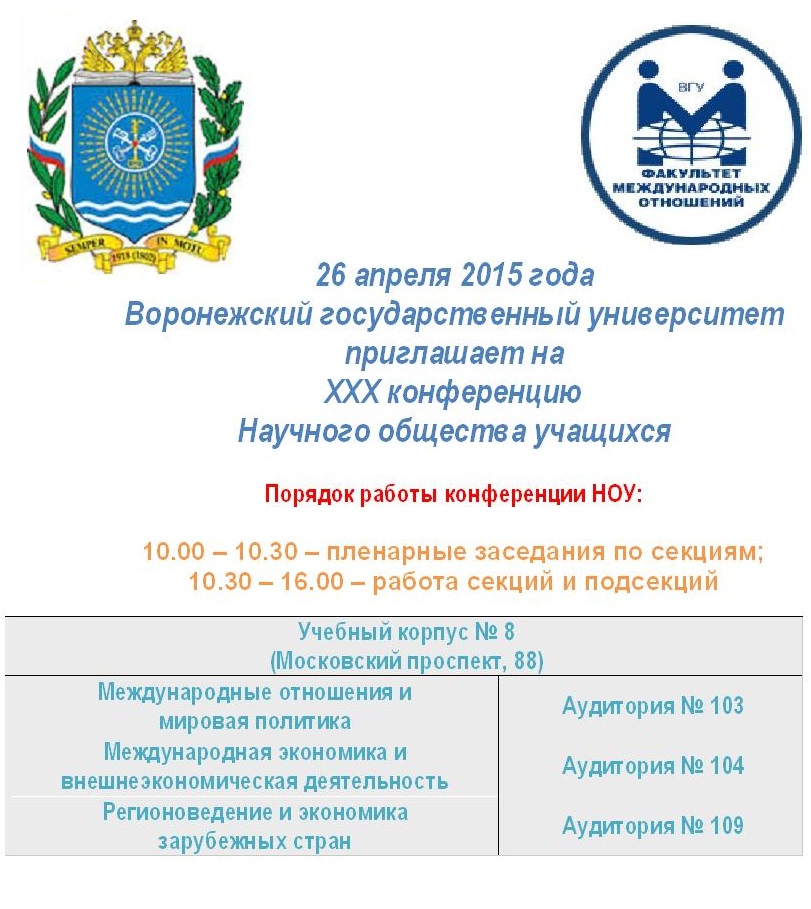 SEMPER IN MOTU
1918 (1802)
ВГУ
ФАКУЛЬТЕТ
МЕЖДУНАРОДНЫХ
ОТНОШЕНИЙ
26 апреля 2015 года
Воронежский государственный университет
приглашает на
XXX конференцию
Научного общества учащихся
Порядок работы конференции НОУ:
10.00 – 10.30 – пленарные заседания по секциям;
10.30 – 16.00 – работа секций и подсекций
Учебный корпус № 8
(Московский проспект, 88)
Международные отношения и
мировая политика
Аудитория № 103
Международная экономика и
внешнеэкономическая деятельность
Аудитория № 104
Регионоведение и экономика
зарубежных стран
Аудитория № 109